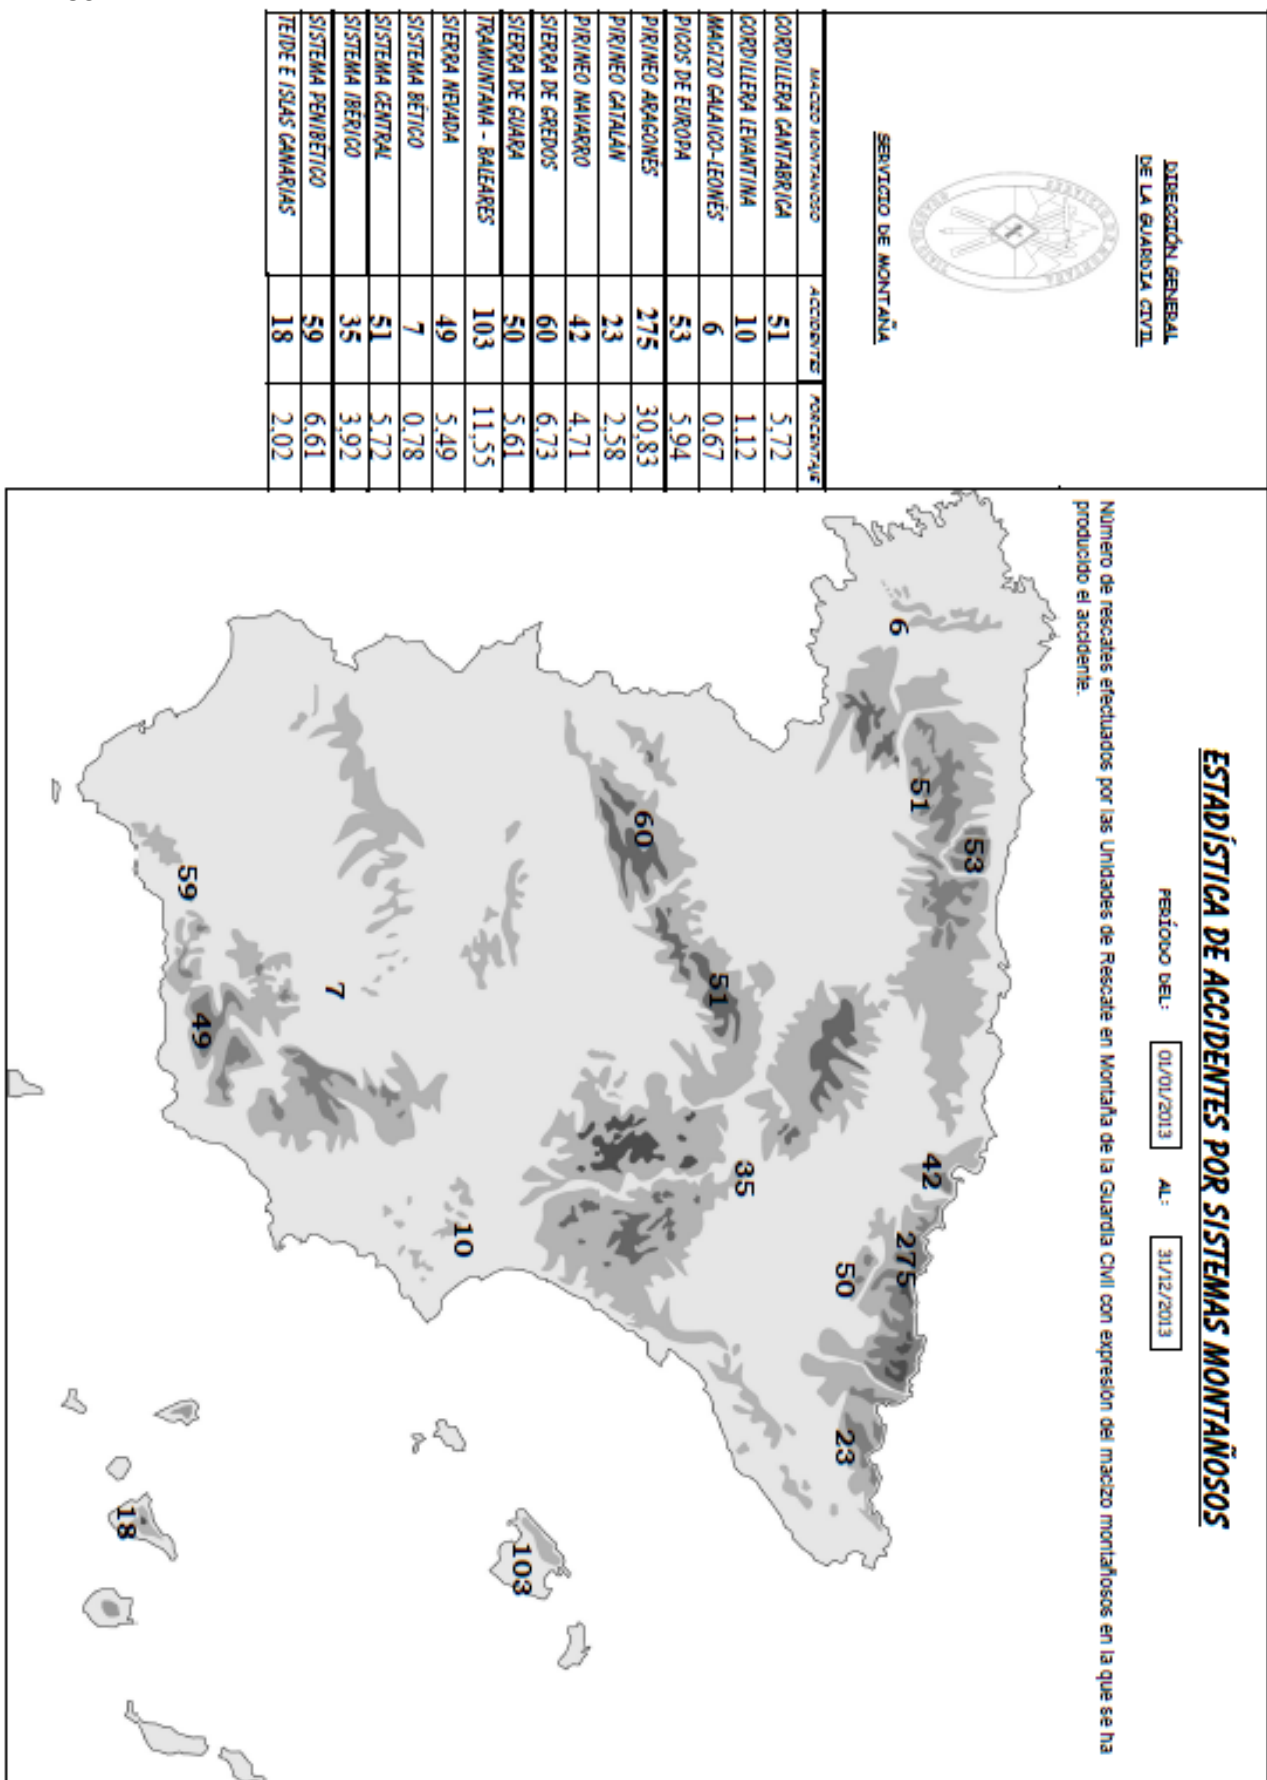 DIRECCIÓN GENERAL
DE LA GUARDIA CIVIL
SERVICIO DE MONTAÑA
ESTADÍSTICA DE ACCIDENTES POR SISTEMAS MONTAÑOSOS
PERÍODO DEL: 01/01/2013 AL: 31/12/2013
Número de rescates efectuados por las Unidades de Rescate en Montaña de la Guardia Civil con expresión del macizo montañosos en la que se ha
producido el accidente.
MACIZO MONTAÑOSO ACCIDENTES PORCENTAJE
CORDILLERA CANTABRICA 51 5,72
CORDILLERA LEVANTINA 10 1,12
MACIZO GALAICO-LEONÉS 6 0,67
PICOS DE EUROPA 53 5,94
PIRINEO ARAGONÉS 275 30,83
PIRINEO CATALÁN 23 2,58
PIRINEO NAVARRO 42 4,71
SIERRA DE GREDOS 60 6,73
SIERRA DE GUARA 50 5,61
TRAMUNTANA - BALEARES 103 11,55
SIERRA NEVADA 49 5,49
SISTEMA BÉTICO 7 0,78
SISTEMA CENTRAL 51 5,72
SISTEMA IBÉRICO 35 3,92
SISTEMA PENIBÉTICO 59 6,61
TEIDE E ISLAS CANARIAS 18 2,02
53
6
51
42
275
50
23
35
51
60
103
10
7
59
49
18